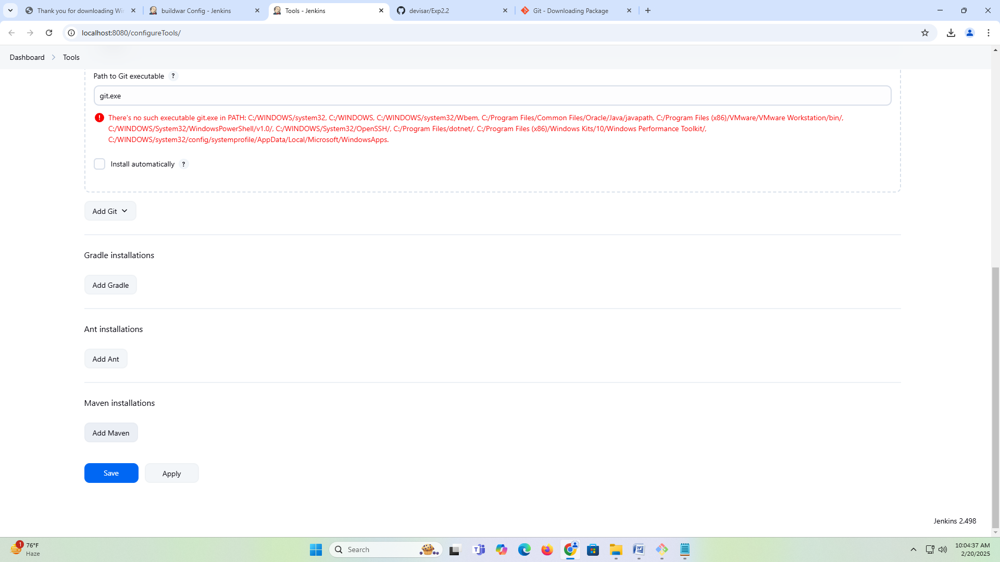 Thank you for downloading Wi
buildwar Config - Jenkins
Tools - Jenkins
devisar/Exp2.2
Git - Downloading Package
localhost:8080/configureTools/
Dashboard
Tools
Path to Git executable ?
git.exe
There's no such executable git.exe in PATH: C:/WINDOWS/system32, C:/WINDOWS, C:/WINDOWS/system32/Wbem, C:/Program Files/Common Files/Oracle/Java/javapath, C:/Program Files (x86)/VMware/VMware Workstation/bin/,
C:/WINDOWS/System32/WindowsPowerShell/v1.0/, C:/WINDOWS/System32/OpenSSH/, C:/Program Files/dotnet/, C:/Program Files (x86)/Windows Kits/10/Windows Performance Toolkit/,
C:/WINDOWS/system32/config/systemprofile/AppData/Local/Microsoft/WindowsApps.
Install automatically ?
Add Git
Gradle installations
Add Gradle
Ant installations
Add Ant
Maven installations
Add Maven
Save
Apply
Jenkins 2.498
1
76°F
Haze
Search
10:04:37 AM
2/20/2025